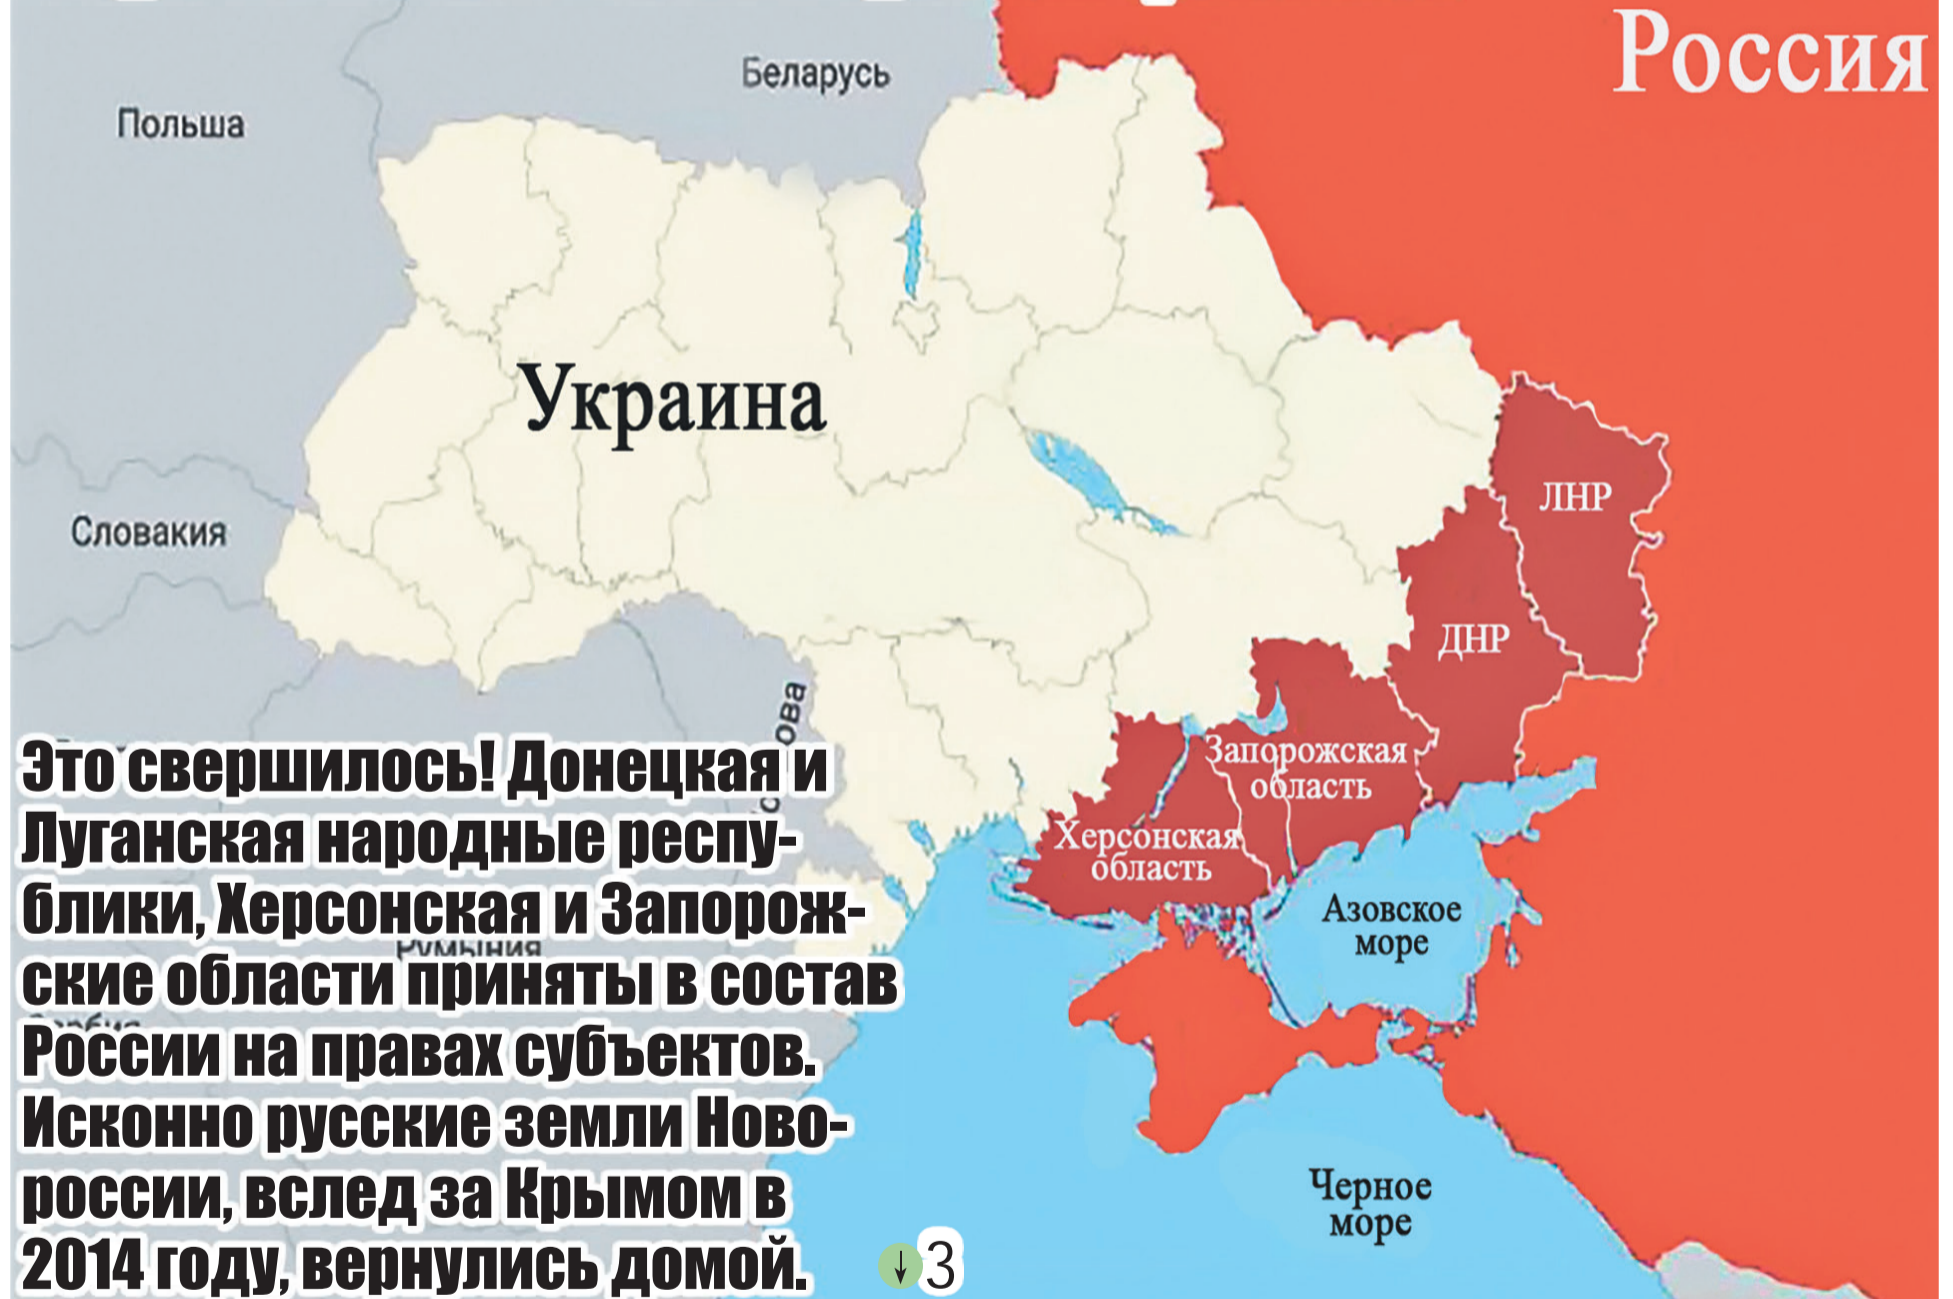 Россия
Беларусь
Польша
Украина
Словакия
ЛНР
ДНР
Запорожская
область
Херсонская
область
Азовское
море
Черное
море
Румыния
Это свершилось! Донецкая и
Луганская народные респу-
блики, Херсонская и Запорож-
ские области приняты в состав
России на правах субъектов.
Исконно русские земли Ново-
россии, вслед за Крымом в
2014 году, вернулись домой.
↓3